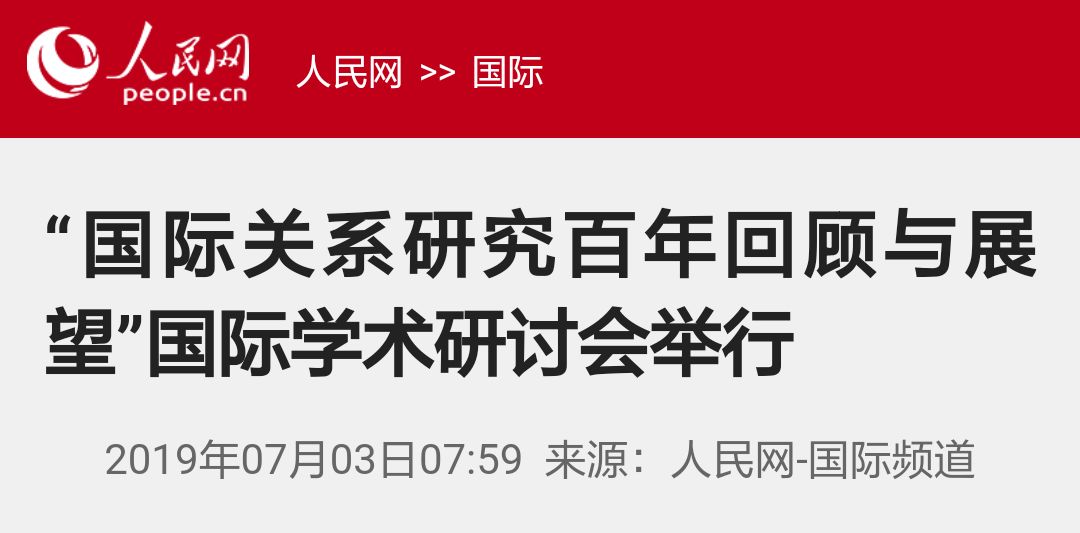 人民网
people.cn
人民网 >> 国际
“国际关系研究百年回顾与展
望”国际学术研讨会举行
2019年07月03日07:59 来源：人民网-国际频道